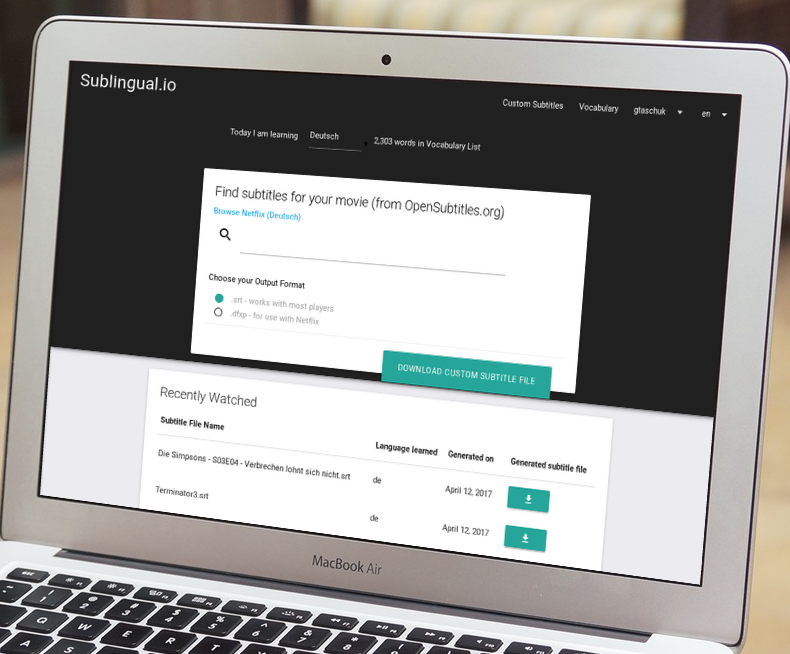 Sublingual.io
Custom Subtitles Vocabulary gtaschuk en
Today I am learning Deutsch 2,303 words in Vocabulary List
Find subtitles for your movie (from OpenSubtitles.org)
Browse Netflix (Deutsch)
Choose your Output Format
.srt - works with most players
.dfxp - for use with Netflix
DOWNLOAD CUSTOM SUBTITLE FILE
Recently Watched
Subtitle File Name Language learned Generated on Generated subtitle file
Die Simpsons - S03E04 - Verbrechen lohnt sich nicht.srt de April 12, 2017
Terminator3.srt de April 12, 2017
MacBook Air
esc
Q W E R T Y U I
A S